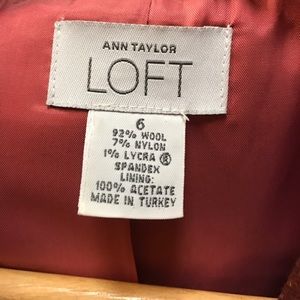 ANN TAYLOR
LOFT
6
92% WOOL
7% NYLON
1% LYCRA ®
SPANDEX
LINING:
100% ACETATE
MADE IN TURKEY